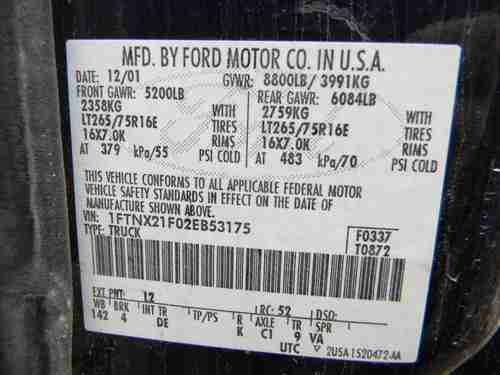 MFD. BY FORD MOTOR CO. IN U.S.A.
DATE: 12/01 GVWR: 8800LB/ 3991KG
FRONT GAWR: 5200LB REAR GAWR: 6084LB
2358KG WITH 2759KG WITH
LT265/75R16E TIRES LT265/75R16E TIRES
16X7.0K RIMS 16X7.0K RIMS
AT 379 kPa/55 PSI COLD AT 483 kPa/70 PSI COLD
THIS VEHICLE CONFORMS TO ALL APPLICABLE FEDERAL MOTOR
VEHICLE SAFETY STANDARDS IN EFFECT ON THE DATE OF
MANUFACTURE SHOWN ABOVE.
VIN: 1FTNX21F02EB53175 F0337
TYPE: TRUCK T0872
EXT PNT: 12 RC: 52 DSO:
WB BRK INT TR TP/PS R AXLE TR SPR
142 4 DE K C1 9 VA
UTC 2U5A 1520472-AA